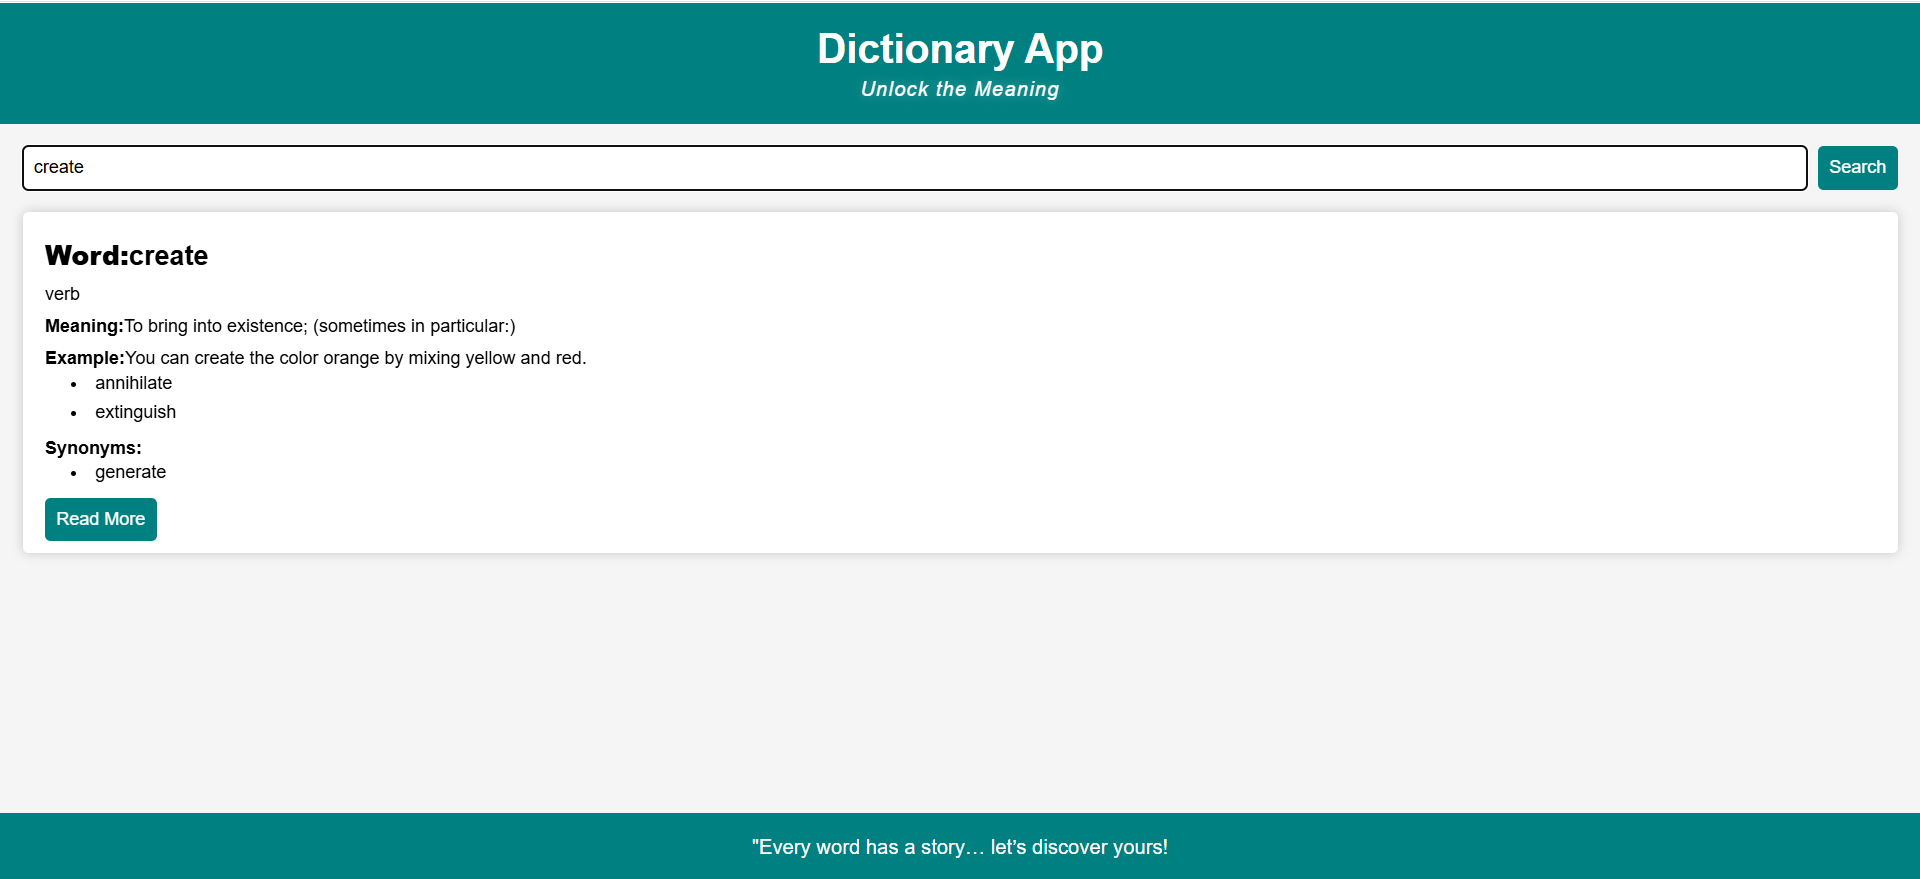 Dictionary App
Unlock the Meaning
create
Search
Word:create
verb
Meaning:To bring into existence; (sometimes in particular:)
Example:You can create the color orange by mixing yellow and red.
• annihilate
• extinguish
Synonyms:
• generate
Read More
"Every word has a story… let’s discover yours!